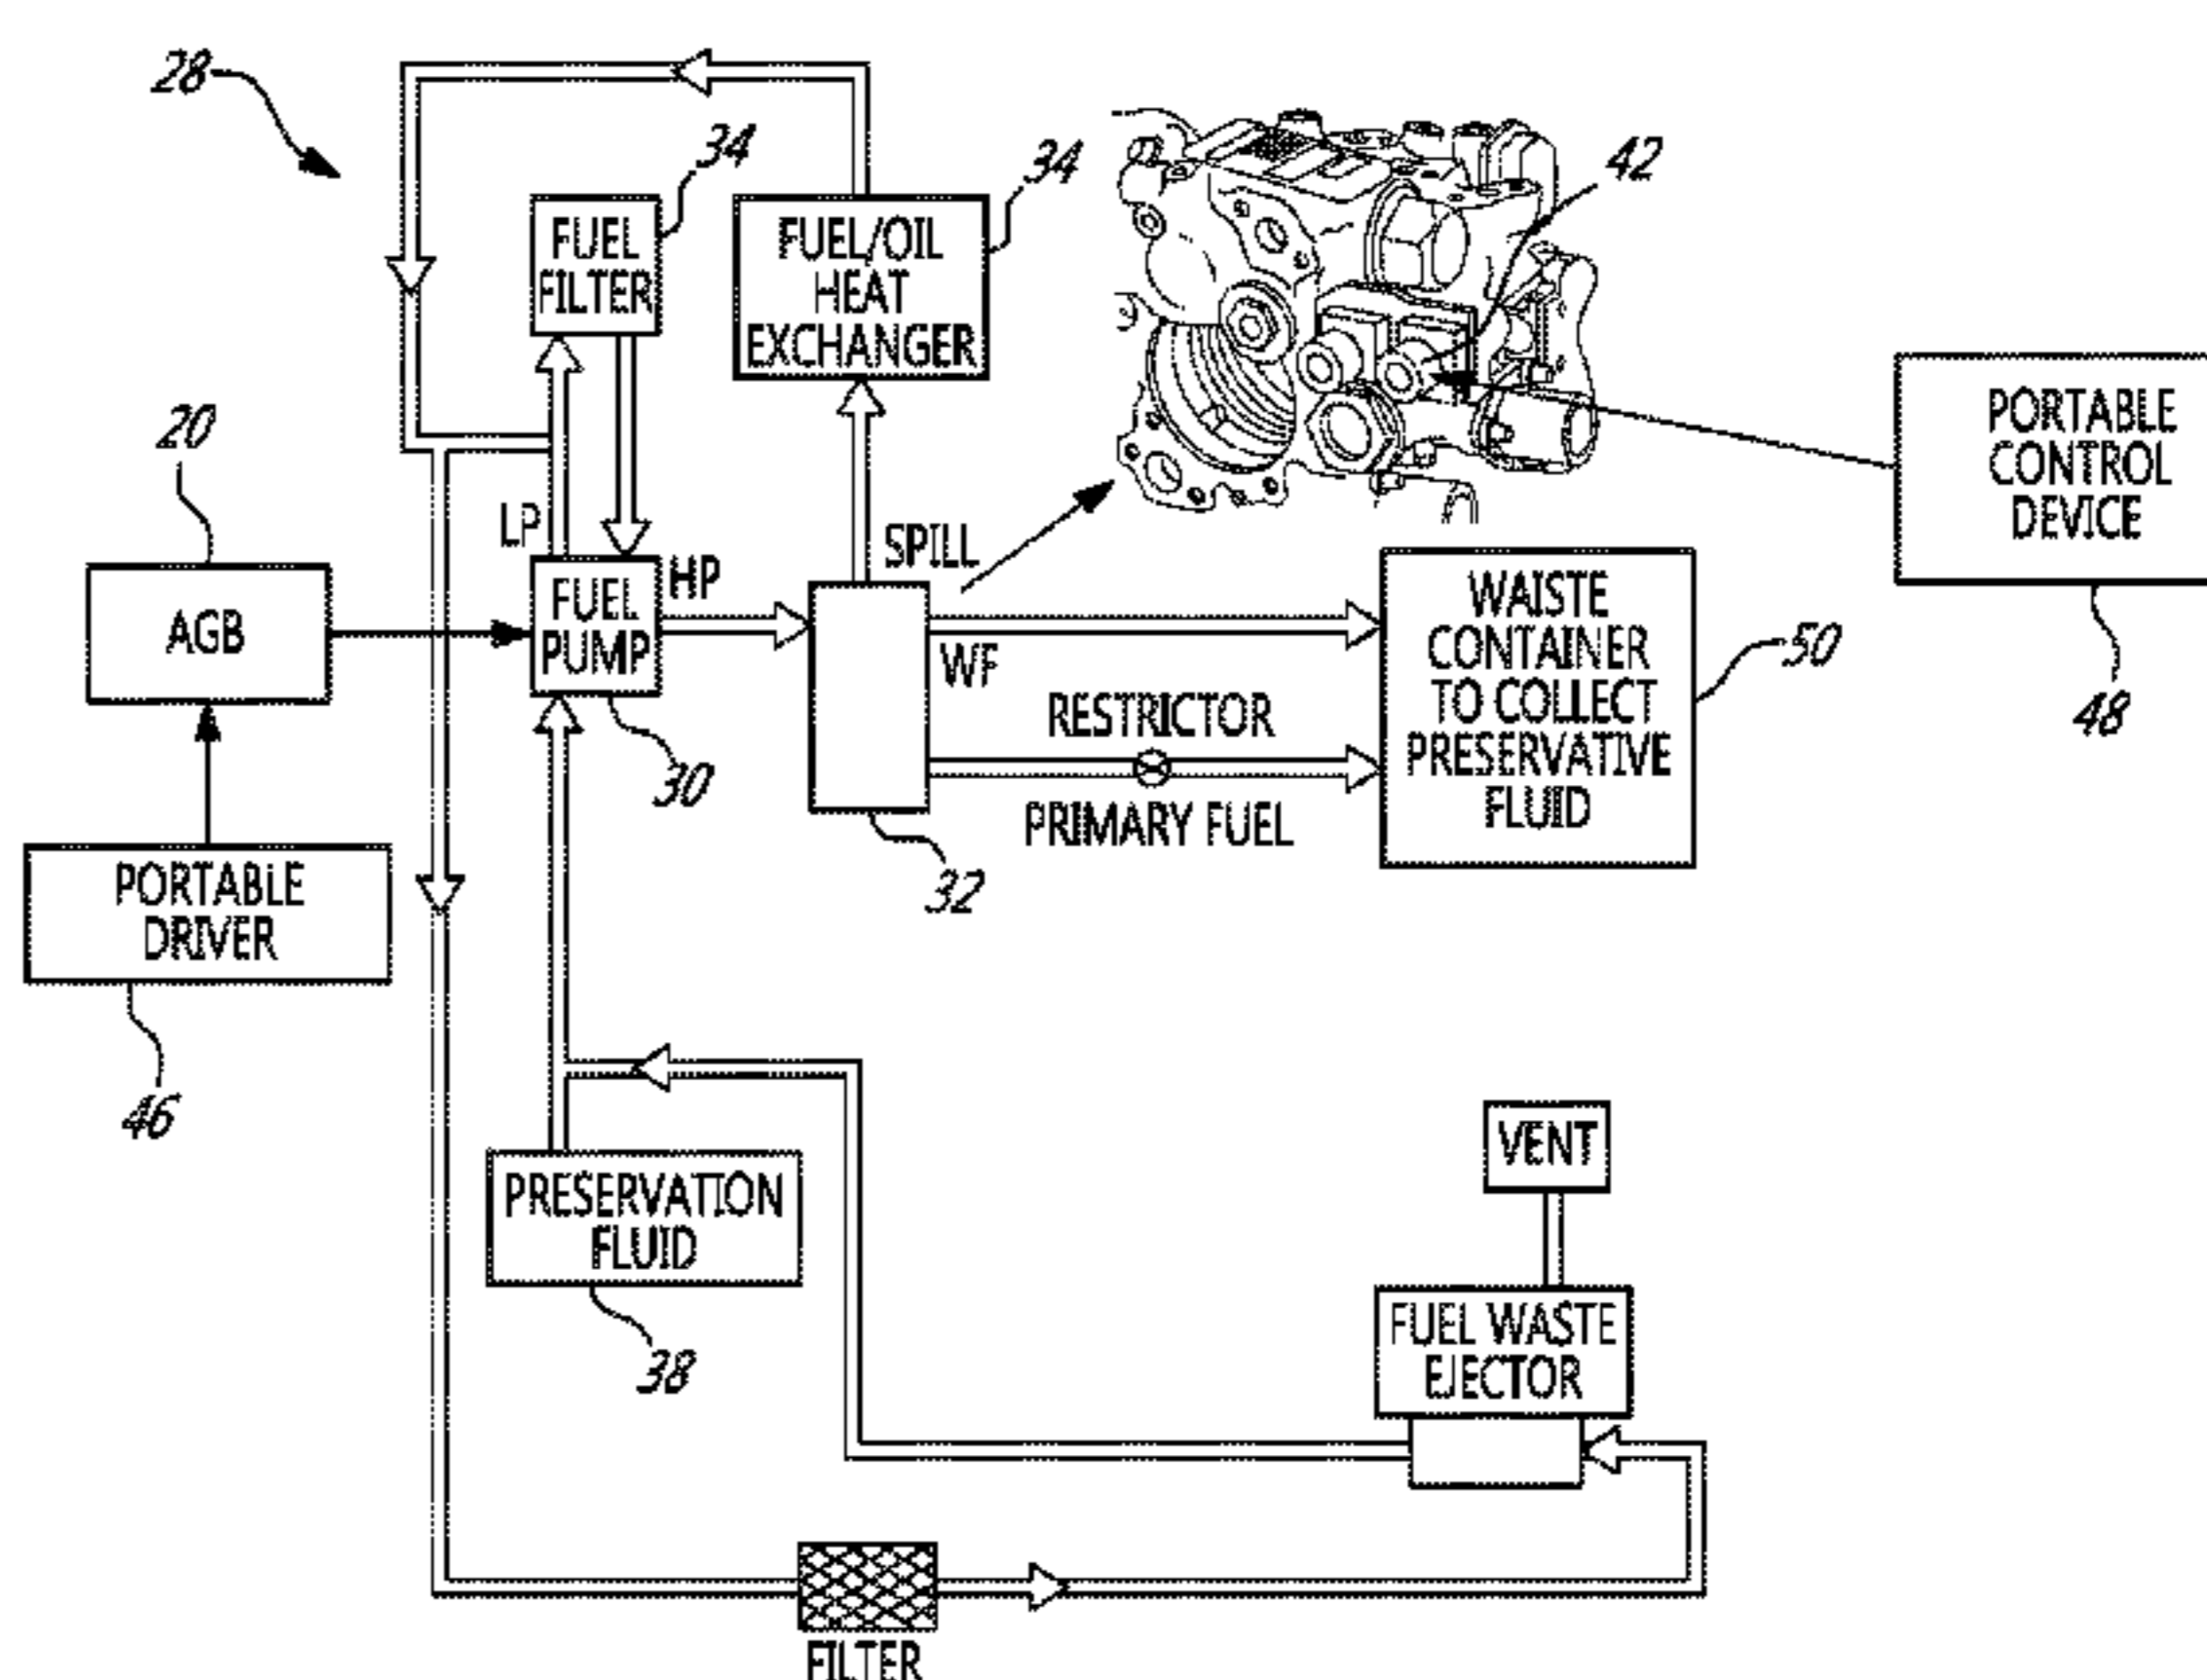 28
34
FUEL
FILTER
34
FUEL/OIL
HEAT
EXCHANGER
42
PORTABLE
CONTROL
DEVICE
48
20
AGB
LP
FUEL
PUMP
HP
30
SPILL
WF
RESTRICTOR
PRIMARY FUEL
32
WAISTE
CONTAINER
TO COLLECT
PRESERVATIVE
FLUID
50
PORTABLE
DRIVER
46
PRESERVATION
FLUID
38
VENT
FUEL WASTE
EJECTOR
FILTER